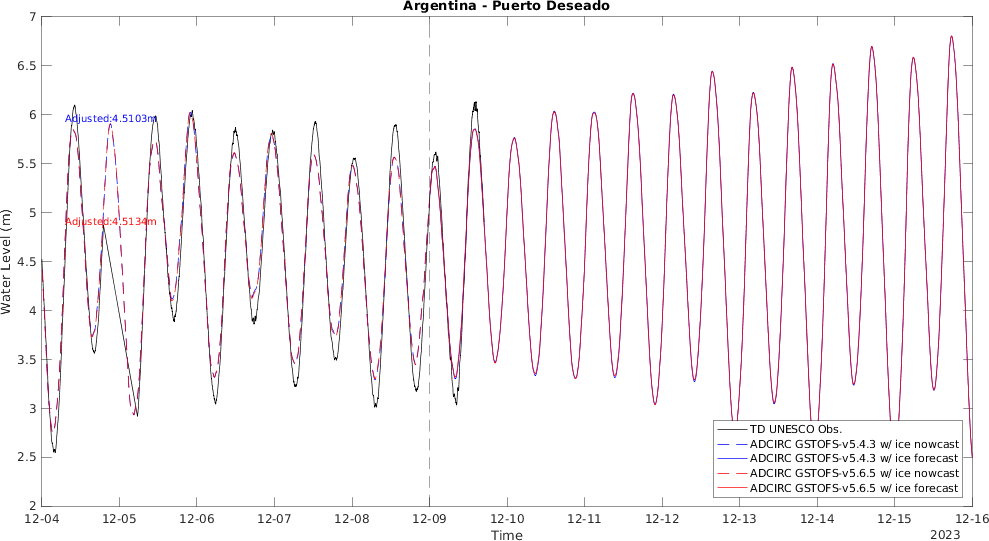 Argentina - Puerto Deseado
7
6.5
6
5.5
5
4.5
4
3.5
3
2.5
2
Water Level (m)
Adjusted:4.5103m
Adjusted:4.5134m
TD UNESCO Obs.
ADCIRC GSTOFS-v5.4.3 w/ ice nowcast
ADCIRC GSTOFS-v5.4.3 w/ ice forecast
ADCIRC GSTOFS-v5.6.5 w/ ice nowcast
ADCIRC GSTOFS-v5.6.5 w/ ice forecast
12-04 12-05 12-06 12-07 12-08 12-09 12-10 12-11 12-12 12-13 12-14 12-15 12-16
Time
2023